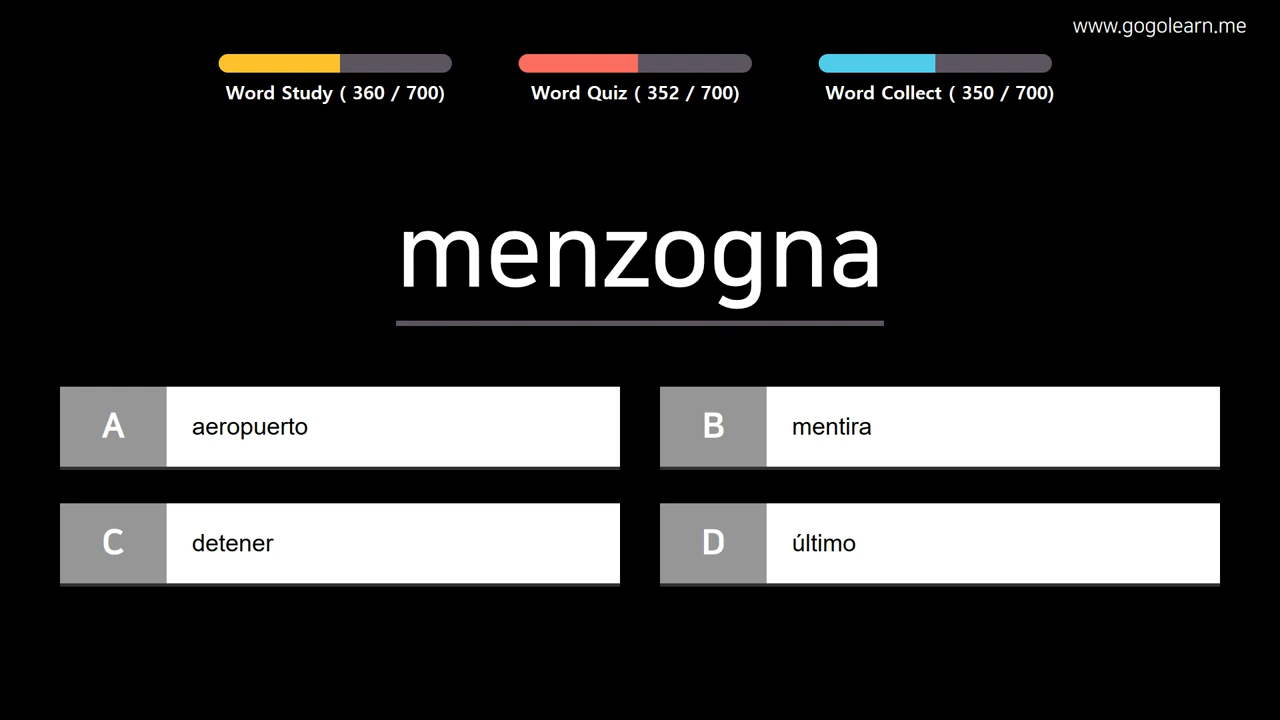 www.gogolearn.me
Word Study ( 360 / 700)
Word Quiz ( 352 / 700)
Word Collect ( 350 / 700)
menzogna
A aeropuerto
B mentira
C detener
D último